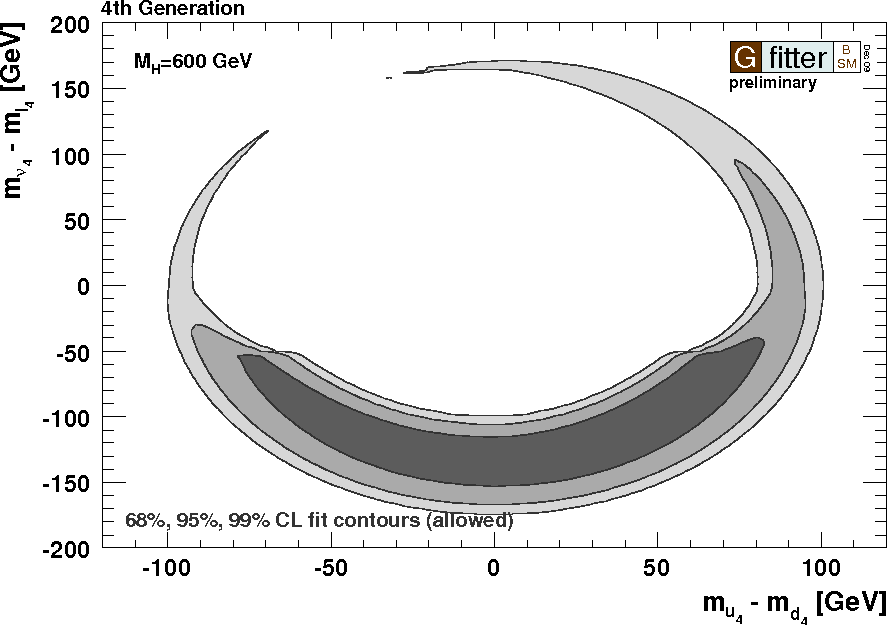 4th Generation
m_ν4 - m_l4 [GeV]
200
150
100
50
0
-50
-100
-150
-200
M_H=600 GeV
G fitter B SM Dec 09
preliminary
68%, 95%, 99% CL fit contours (allowed)
-100 -50 0 50 100
m_u4 - m_d4 [GeV]